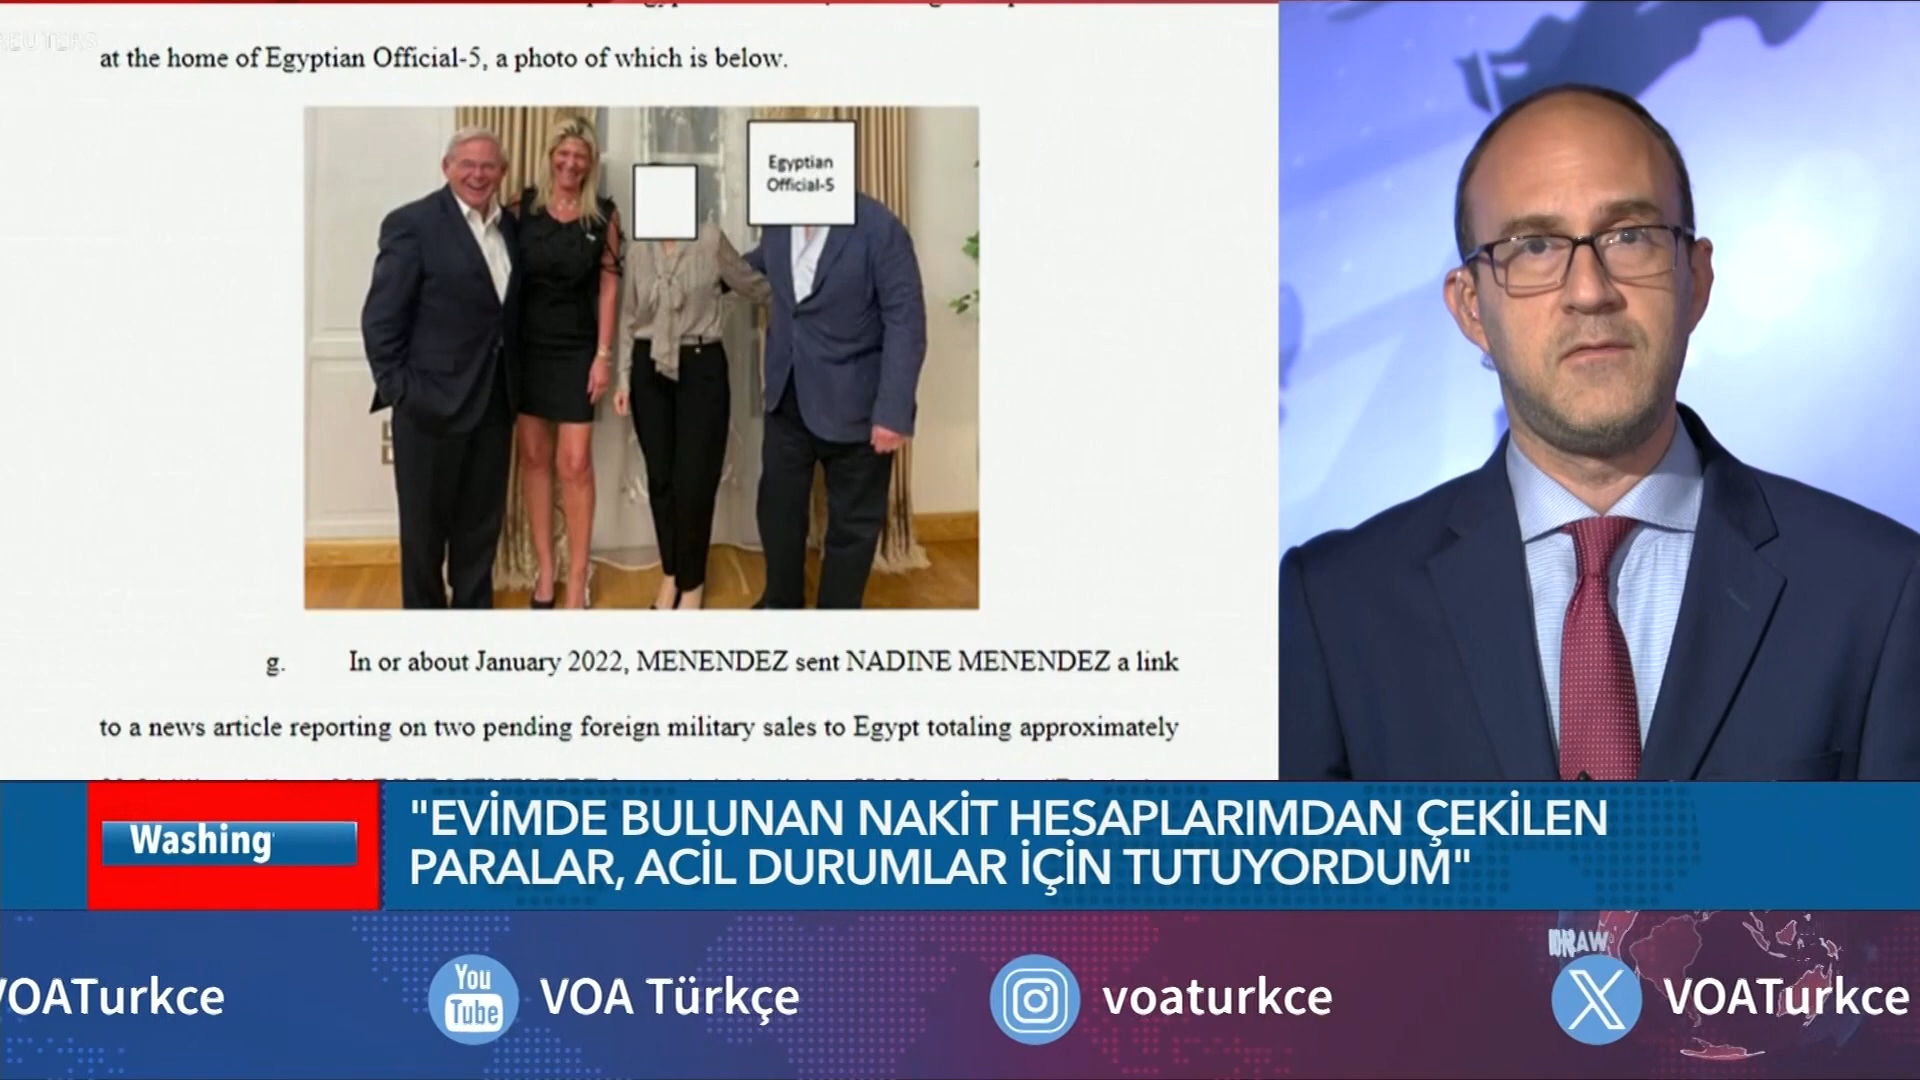 REUTERS
at the home of Egyptian Official-5, a photo of which is below.
Egyptian
Official-5
g. In or about January 2022, MENENDEZ sent NADINE MENENDEZ a link
to a news article reporting on two pending foreign military sales to Egypt totaling approximately
Washing
"EVİMDE BULUNAN NAKİT HESAPLARIMDAN ÇEKİLEN
PARALAR, ACİL DURUMLAR İÇİN TUTUYORDUM"
VOATurkce
You
Tube
VOA Türkçe
voaturkce
VOATurkce